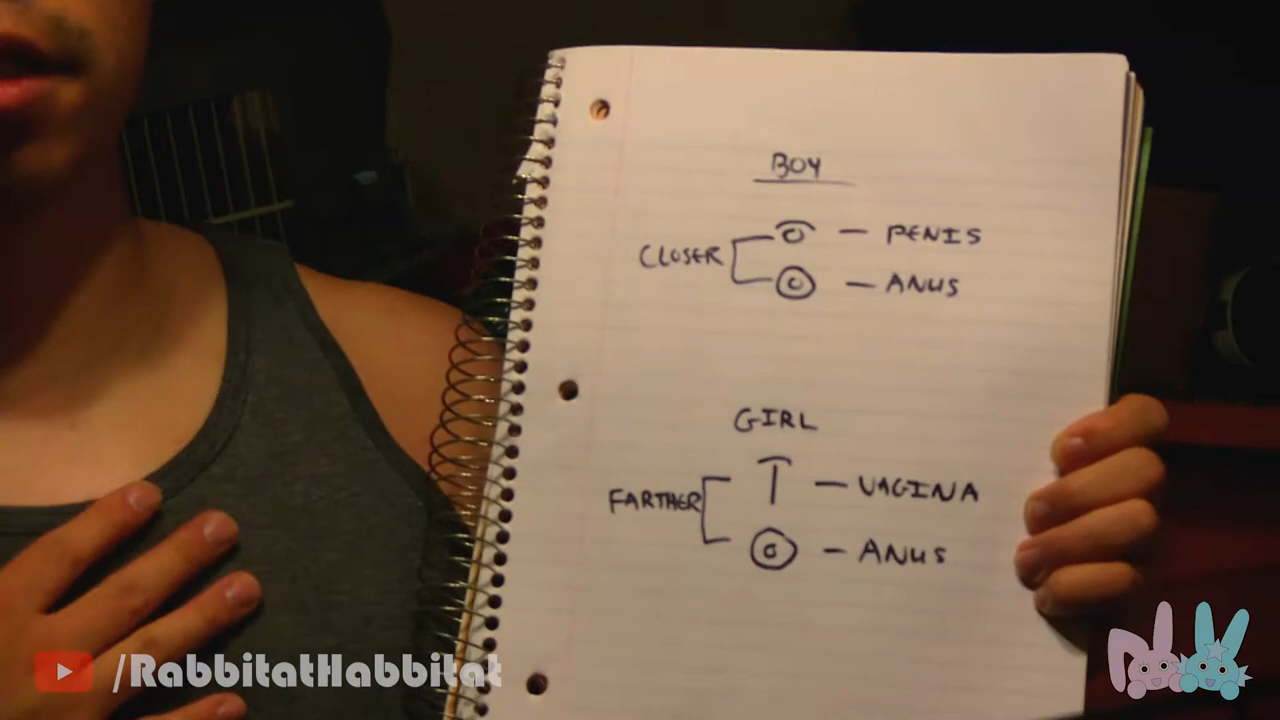 BOY
CLOSER
— PENIS
— ANUS
GIRL
FARTHER
— VAGINA
— ANUS
/RabbitatHabbitat